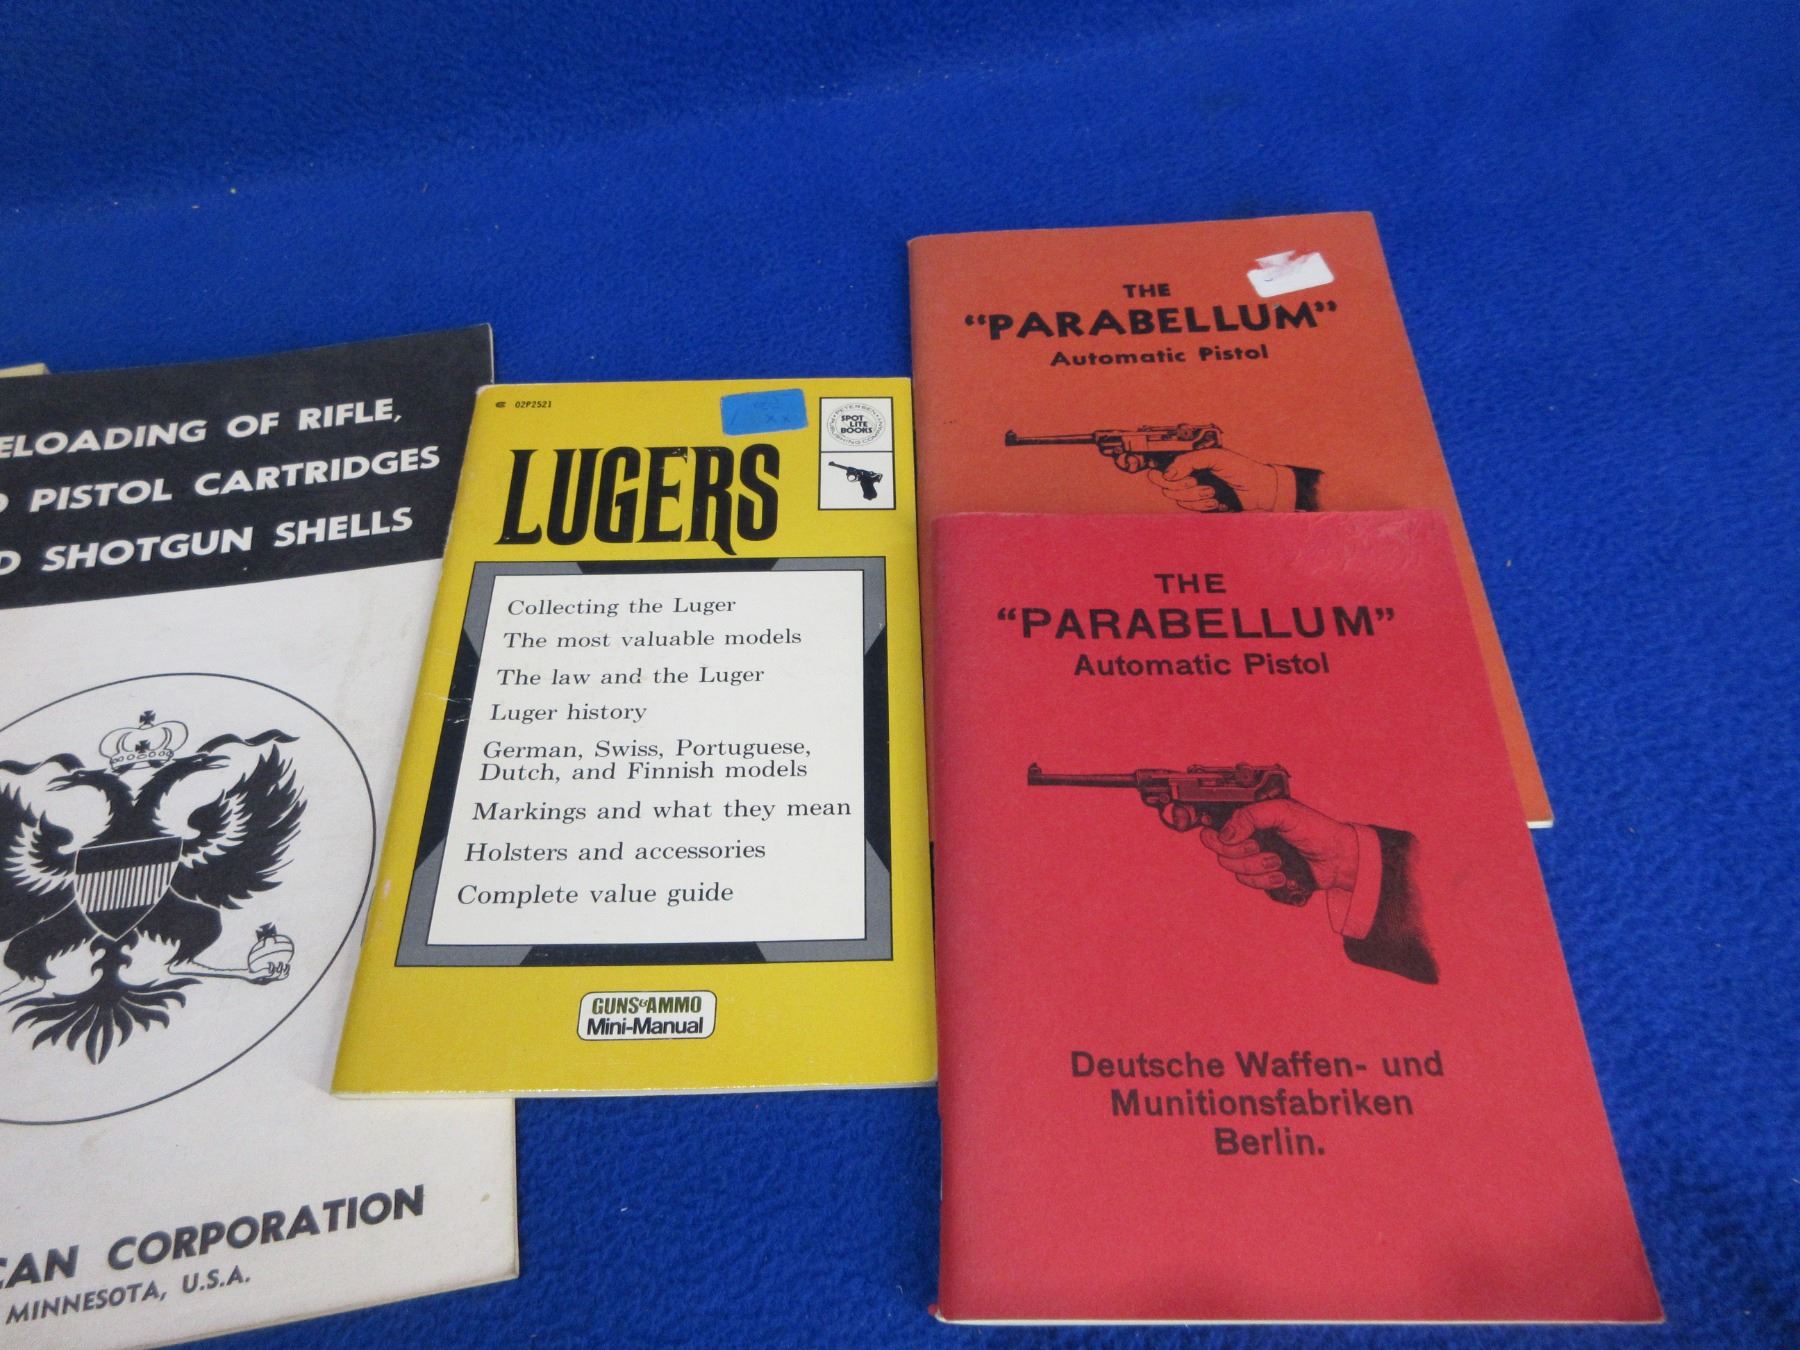 ELOADING OF RIFLE,
PISTOL CARTRIDGES
SHOTGUN SHELLS
CAN CORPORATION
MINNESOTA, U.S.A.
02P2521
PETERSEN PUBLISHING COMPANY
SPOT
LITE
BOOKS
LUGERS
Collecting the Luger
The most valuable models
The law and the Luger
Luger history
German, Swiss, Portuguese,
Dutch, and Finnish models
Markings and what they mean
Holsters and accessories
Complete value guide
GUNS & AMMO
Mini-Manual
THE
“PARABELLUM”
Automatic Pistol
THE
“PARABELLUM”
Automatic Pistol
Deutsche Waffen- und
Munitionsfabriken
Berlin.